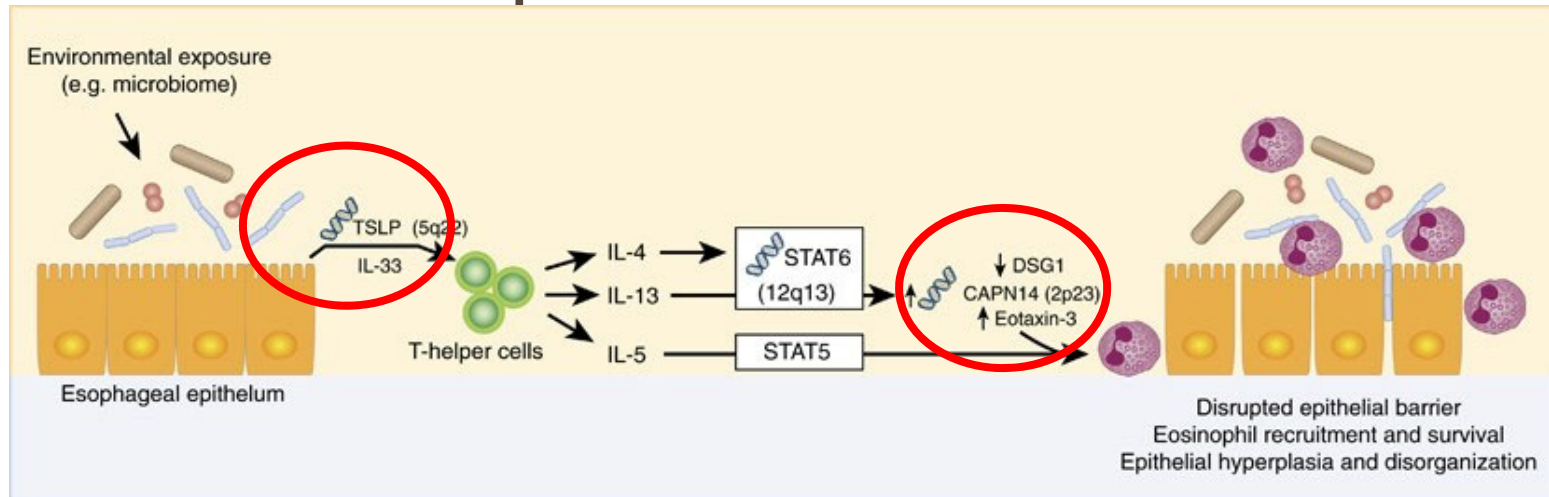 Environmental exposure
(e.g. microbiome)
TSLP (5q22)
IL-33
T-helper cells
IL-4
IL-13
IL-5
STAT6
(12q13)
STAT5
↓ DSG1
↑ CAPN14 (2p23)
↑ Eotaxin-3
Esophageal epithelum
Disrupted epithelial barrier
Eosinophil recruitment and survival
Epithelial hyperplasia and disorganization